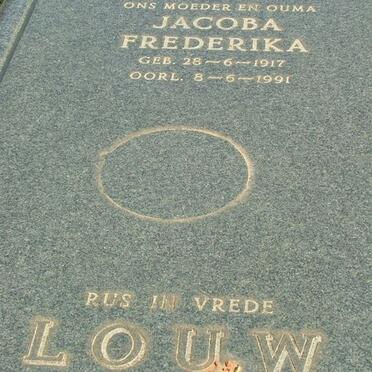 ONS MOEDER EN OUMA
JACOBA
FREDERIKA
GEB. 28–6–1917
OORL. 8–6–1991
RUS IN VREDE
LOUW